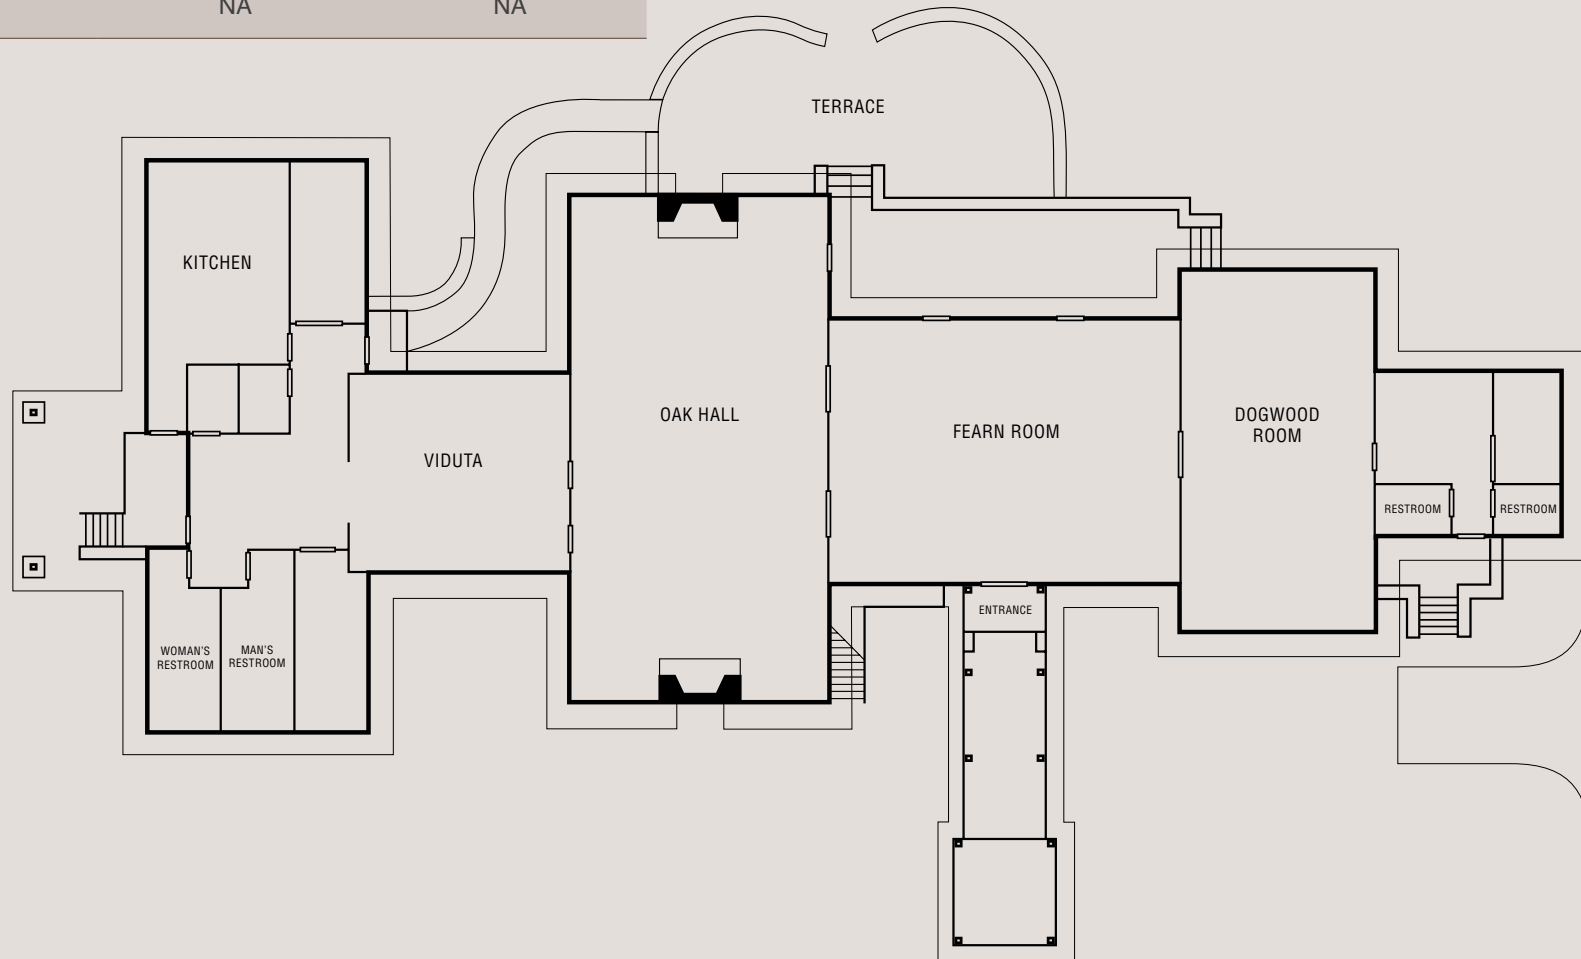 NA NA
TERRACE
KITCHEN
OAK HALL
DOGWOOD
ROOM
FEARN ROOM
VIDUTA
RESTROOM
RESTROOM
ENTRANCE
WOMAN'S
RESTROOM
MAN'S
RESTROOM